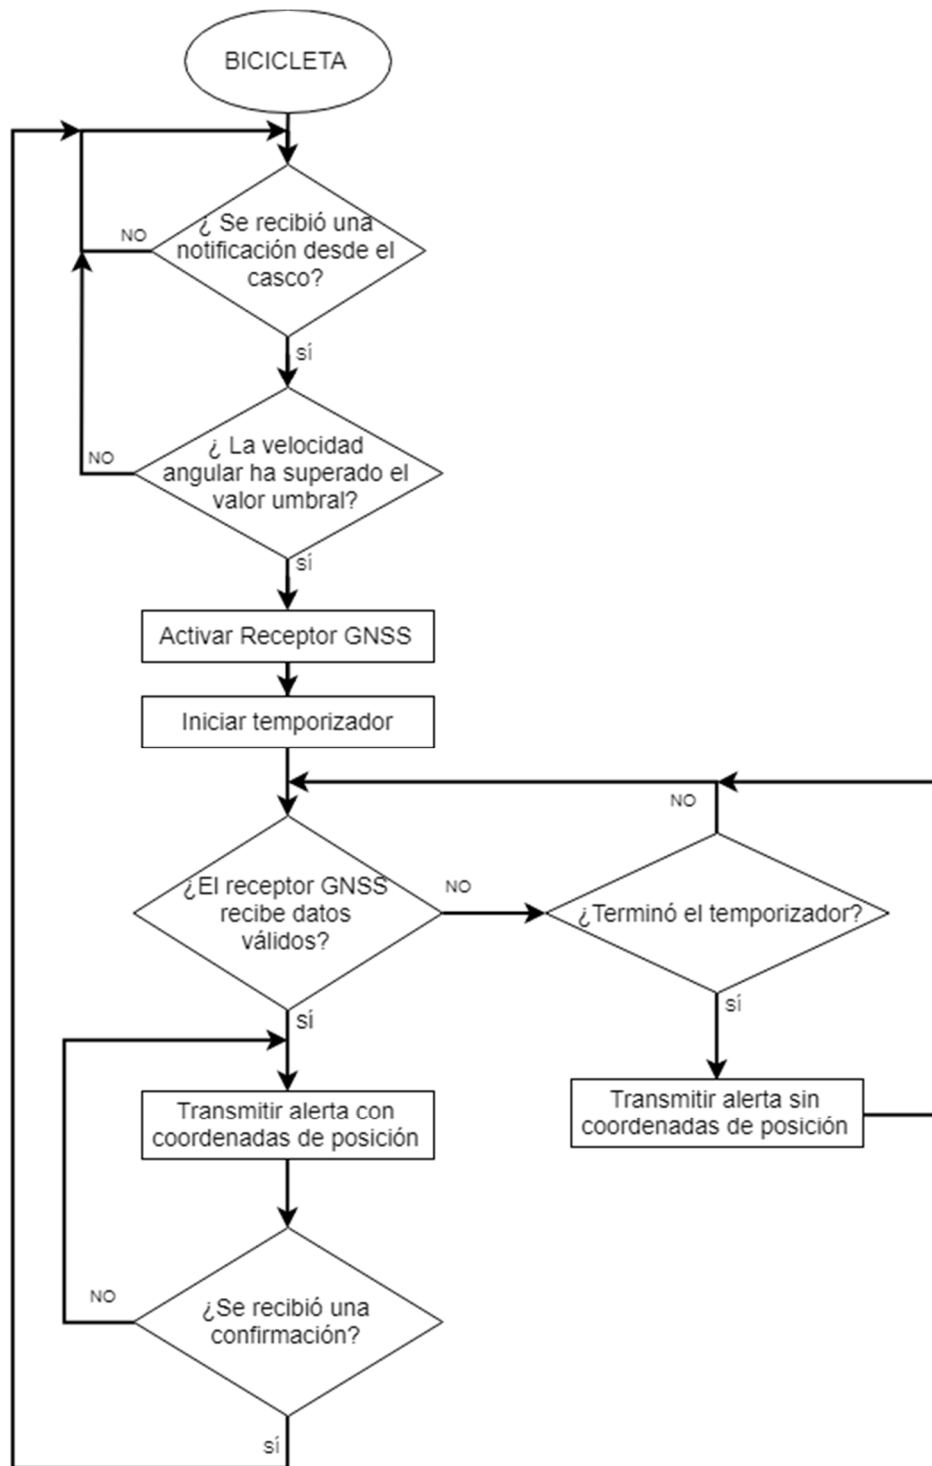 BICICLETA
¿ Se recibió una
notificación desde el
casco?
NO
SÍ
¿ La velocidad
angular ha superado el
valor umbral?
NO
SÍ
Activar Receptor GNSS
Iniciar temporizador
¿El receptor GNSS
recibe datos
válidos?
NO
SÍ
¿Terminó el temporizador?
NO
SÍ
Transmitir alerta sin
coordenadas de posición
Transmitir alerta con
coordenadas de posición
¿Se recibió una
confirmación?
NO
SÍ